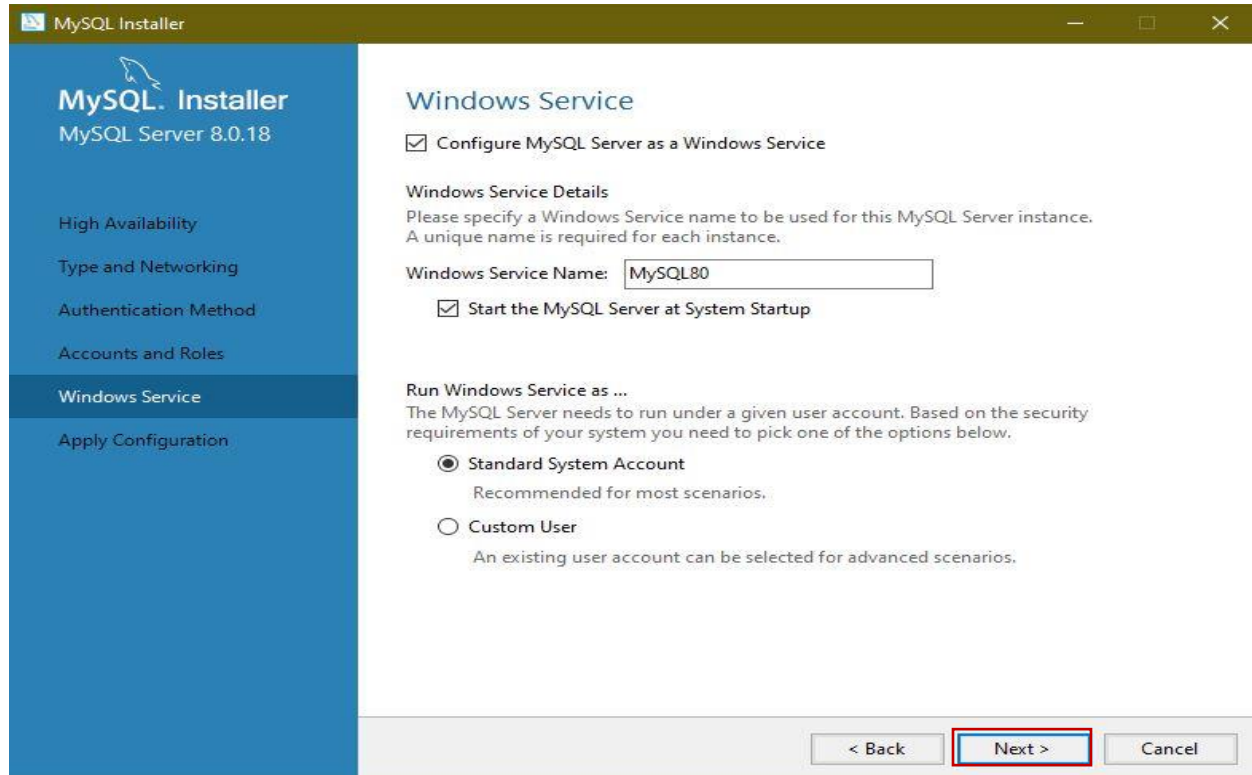 MySQL Installer
MySQL. Installer
MySQL Server 8.0.18
High Availability
Type and Networking
Authentication Method
Accounts and Roles
Windows Service
Apply Configuration
Windows Service
Configure MySQL Server as a Windows Service
Windows Service Details
Please specify a Windows Service name to be used for this MySQL Server instance.
A unique name is required for each instance.
Windows Service Name: MySQL80
Start the MySQL Server at System Startup
Run Windows Service as ...
The MySQL Server needs to run under a given user account. Based on the security
requirements of your system you need to pick one of the options below.
Standard System Account
Recommended for most scenarios.
Custom User
An existing user account can be selected for advanced scenarios.
< Back Next > Cancel